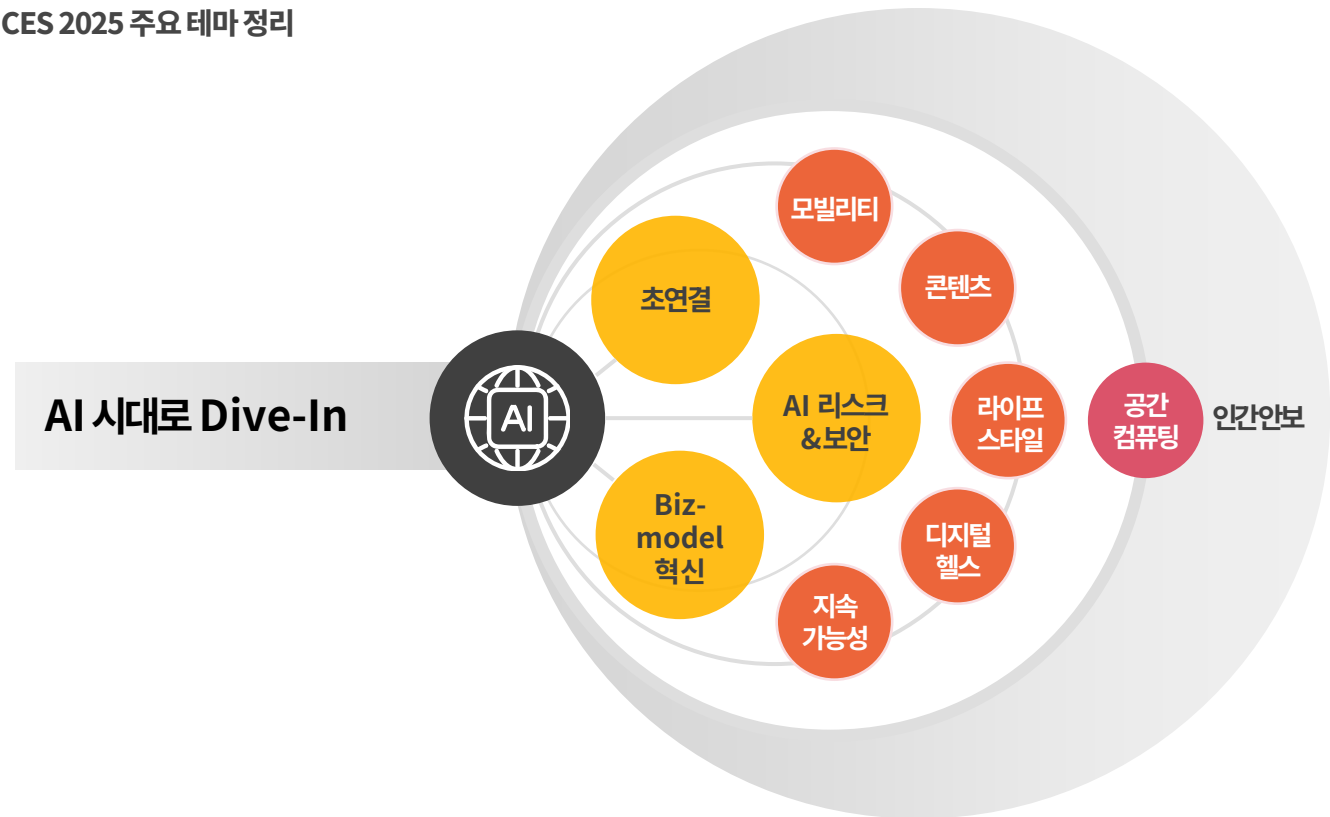 CES 2025 주요 테마 정리
AI 시대로 Dive-In
AI
초연결
AI 리스크
&보안
Biz-
model
혁신
모빌리티
콘텐츠
라이프
스타일
디지털
헬스
지속
가능성
공간
컴퓨팅
인간안보